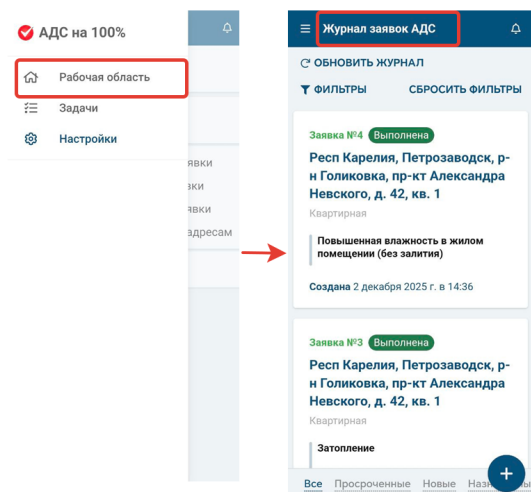 АДС на 100%
Рабочая область
Задачи
Настройки
явки
вки
явки
адресам
Журнал заявок АДС
ОБНОВИТЬ ЖУРНАЛ
ФИЛЬТРЫ СБРОСИТЬ ФИЛЬТРЫ
Заявка №4 Выполнена
Респ Карелия, Петрозаводск, р-
н Голиковка, пр-кт Александра
Невского, д. 42, кв. 1
Квартирная
Повышенная влажность в жилом
помещении (без залития)
Создана 2 декабря 2025 г. в 14:36
Заявка №3 Выполнена
Респ Карелия, Петрозаводск, р-
н Голиковка, пр-кт Александра
Невского, д. 42, кв. 1
Квартирная
Затопление
Все Просроченные Новые Назн